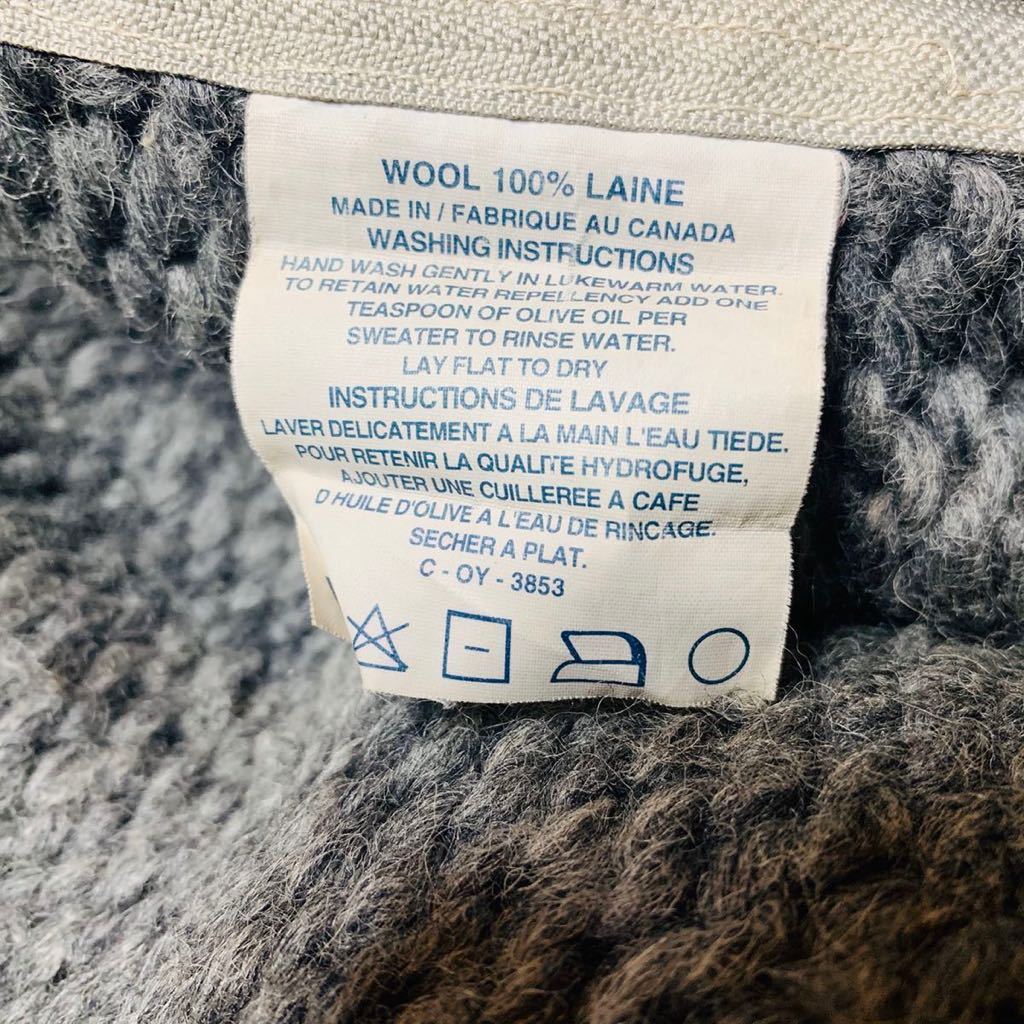 WOOL 100% LAINE
MADE IN / FABRIQUE AU CANADA
WASHING INSTRUCTIONS
HAND WASH GENTLY IN LUKEWARM WATER.
TO RETAIN WATER REPELLENCY ADD ONE
TEASPOON OF OLIVE OIL PER
SWEATER TO RINSE WATER.
LAY FLAT TO DRY
INSTRUCTIONS DE LAVAGE
LAVER DELICATEMENT A LA MAIN L'EAU TIEDE.
POUR RETENIR LA QUALITE HYDROFUGE,
AJOUTER UNE CUILLEREE A CAFE
D'HUILE D'OLIVE A L'EAU DE RINCAGE.
SECHER A PLAT.
C - OY - 3853